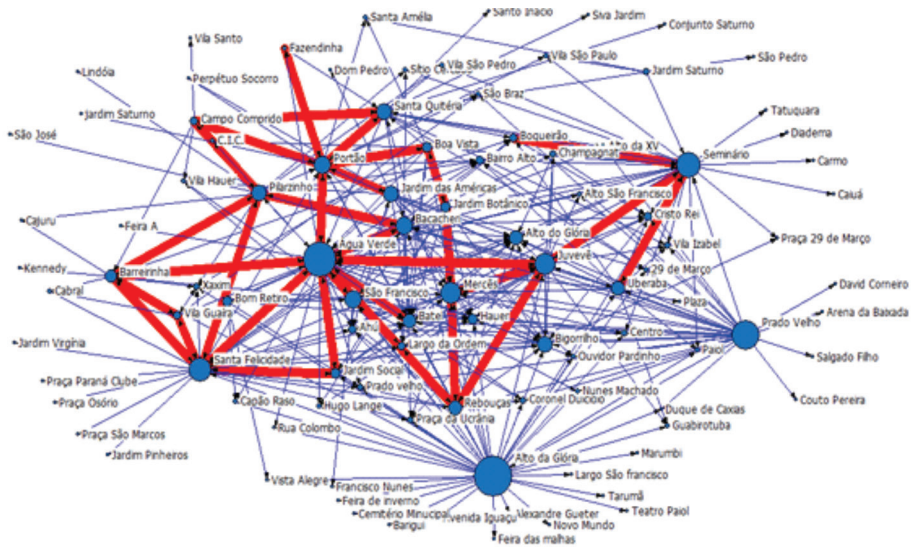 Santo Inácio
Siva Jardim
Santa Amélia
Conjunto Saturno
Vila Santo
Fazendinha
Vila São Paulo
São Pedro
Lindóia
Perpétuo Socorro
Dom Pedro
Vila São Pedro
Jardim Saturno
São Braz
Jardim Saturno
Santa Quitéria
Tatuquara
Campo Comprido
Boqueirão
Alto da XV
Diadema
São José
C.I.C.
Portão
Boa Vista
Bairro Alto
Champagnat
Seminário
Carmo
Vila Hauer
Pilarzinho
Jardim das Américas
Alto São Francisco
Caiuá
Jardim Botânico
Cajuru
Feira A
Bacacheri
Cristo Rei
Alto do Glória
Praça 29 de Março
Água Verde
Vila Izabel
Kennedy
Barreirinha
Juvevê
29 de Março
Cabral
Xaxim
Bom Retiro
São Francisco
Mercês
Uberaba
David Corneiro
Vila Guaira
Plaza
Arena da Baixada
Ahú
Batel
Hauer
Centro
Prado Velho
Jardim Virgínia
Largo da Ordem
Bigorrilho
Paiol
Santa Felicidade
Ouvidor Pardinho
Salgado Filho
Jardim Social
Praça Paraná Clube
Prado velho
Nunes Machado
Praça Osório
Capão Raso
Hugo Lange
Rebouças
Coronel Dulcídio
Couto Pereira
Praça da Ucrânia
Duque de Caxias
Rua Colombo
Guabirotuba
Praça São Marcos
Jardim Pinheiros
Alto da Glória
Marumbi
Vista Alegre
Francisco Nunes
Largo São francisco
Feira de inverno
Tarumã
Cemitério Minucipal
Avenida Iguaçu
Alexandre Gueter
Teatro Paiol
Barigui
Novo Mundo
Feira das malhas